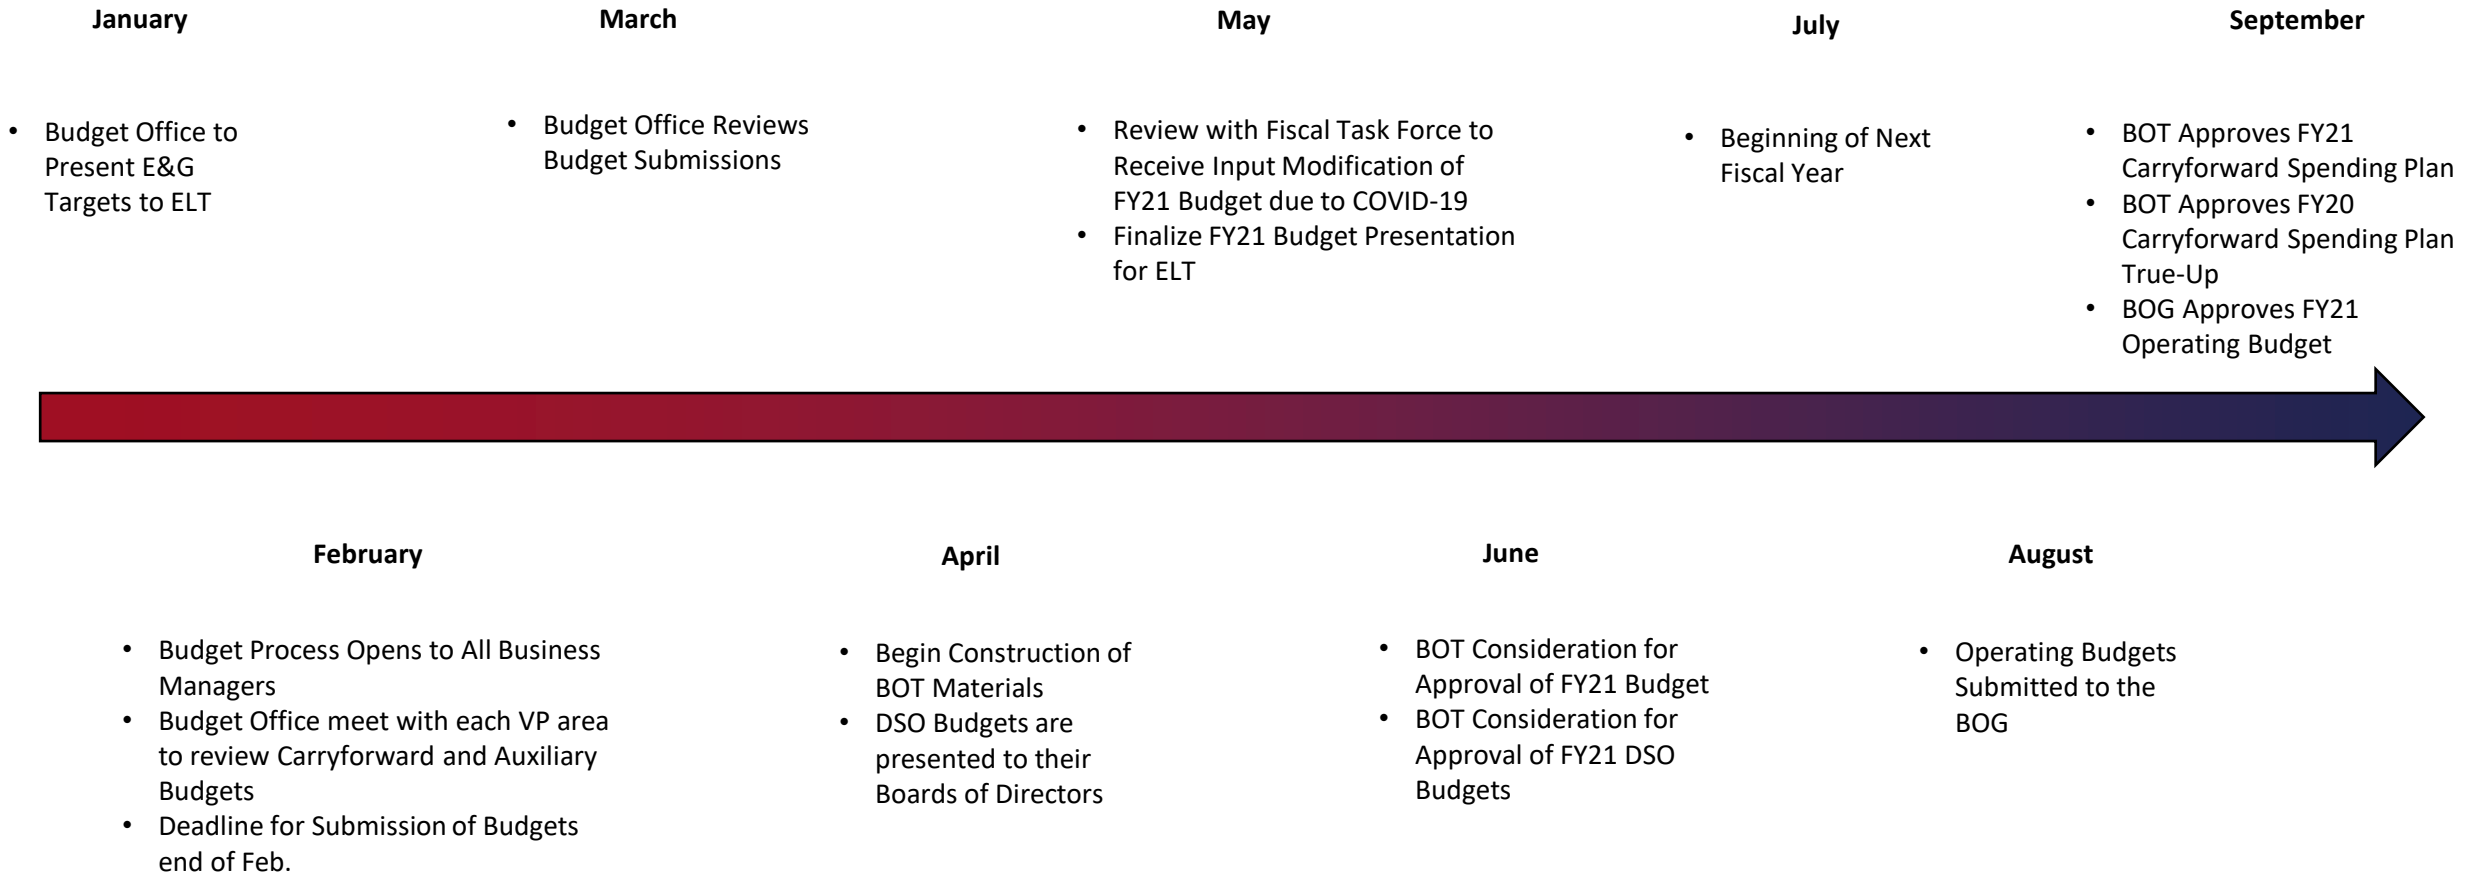 January
• Budget Office to
Present E&G
Targets to ELT
March
• Budget Office Reviews
Budget Submissions
May
• Review with Fiscal Task Force to
Receive Input Modification of
FY21 Budget due to COVID-19
• Finalize FY21 Budget Presentation
for ELT
July
• Beginning of Next
Fiscal Year
September
• BOT Approves FY21
Carryforward Spending Plan
• BOT Approves FY20
Carryforward Spending Plan
True-Up
• BOG Approves FY21
Operating Budget
February
• Budget Process Opens to All Business
Managers
• Budget Office meet with each VP area
to review Carryforward and Auxiliary
Budgets
• Deadline for Submission of Budgets
end of Feb.
April
• Begin Construction of
BOT Materials
• DSO Budgets are
presented to their
Boards of Directors
June
• BOT Consideration for
Approval of FY21 Budget
• BOT Consideration for
Approval of FY21 DSO
Budgets
August
• Operating Budgets
Submitted to the
BOG